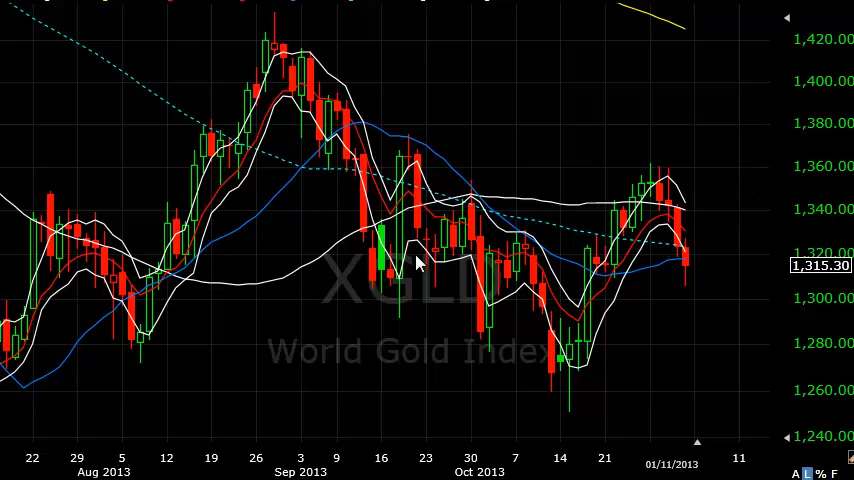 1,420.00
1,400.00
1,380.00
1,360.00
1,340.00
1,320.00
1,315.30
1,300.00
1,280.00
1,260.00
1,240.00
XGLD
World Gold Index
22 29 5 12 19 26 3 9 16 23 30 7 14 21 01/11/2013 11
Aug 2013 Sep 2013 Oct 2013
A L % F